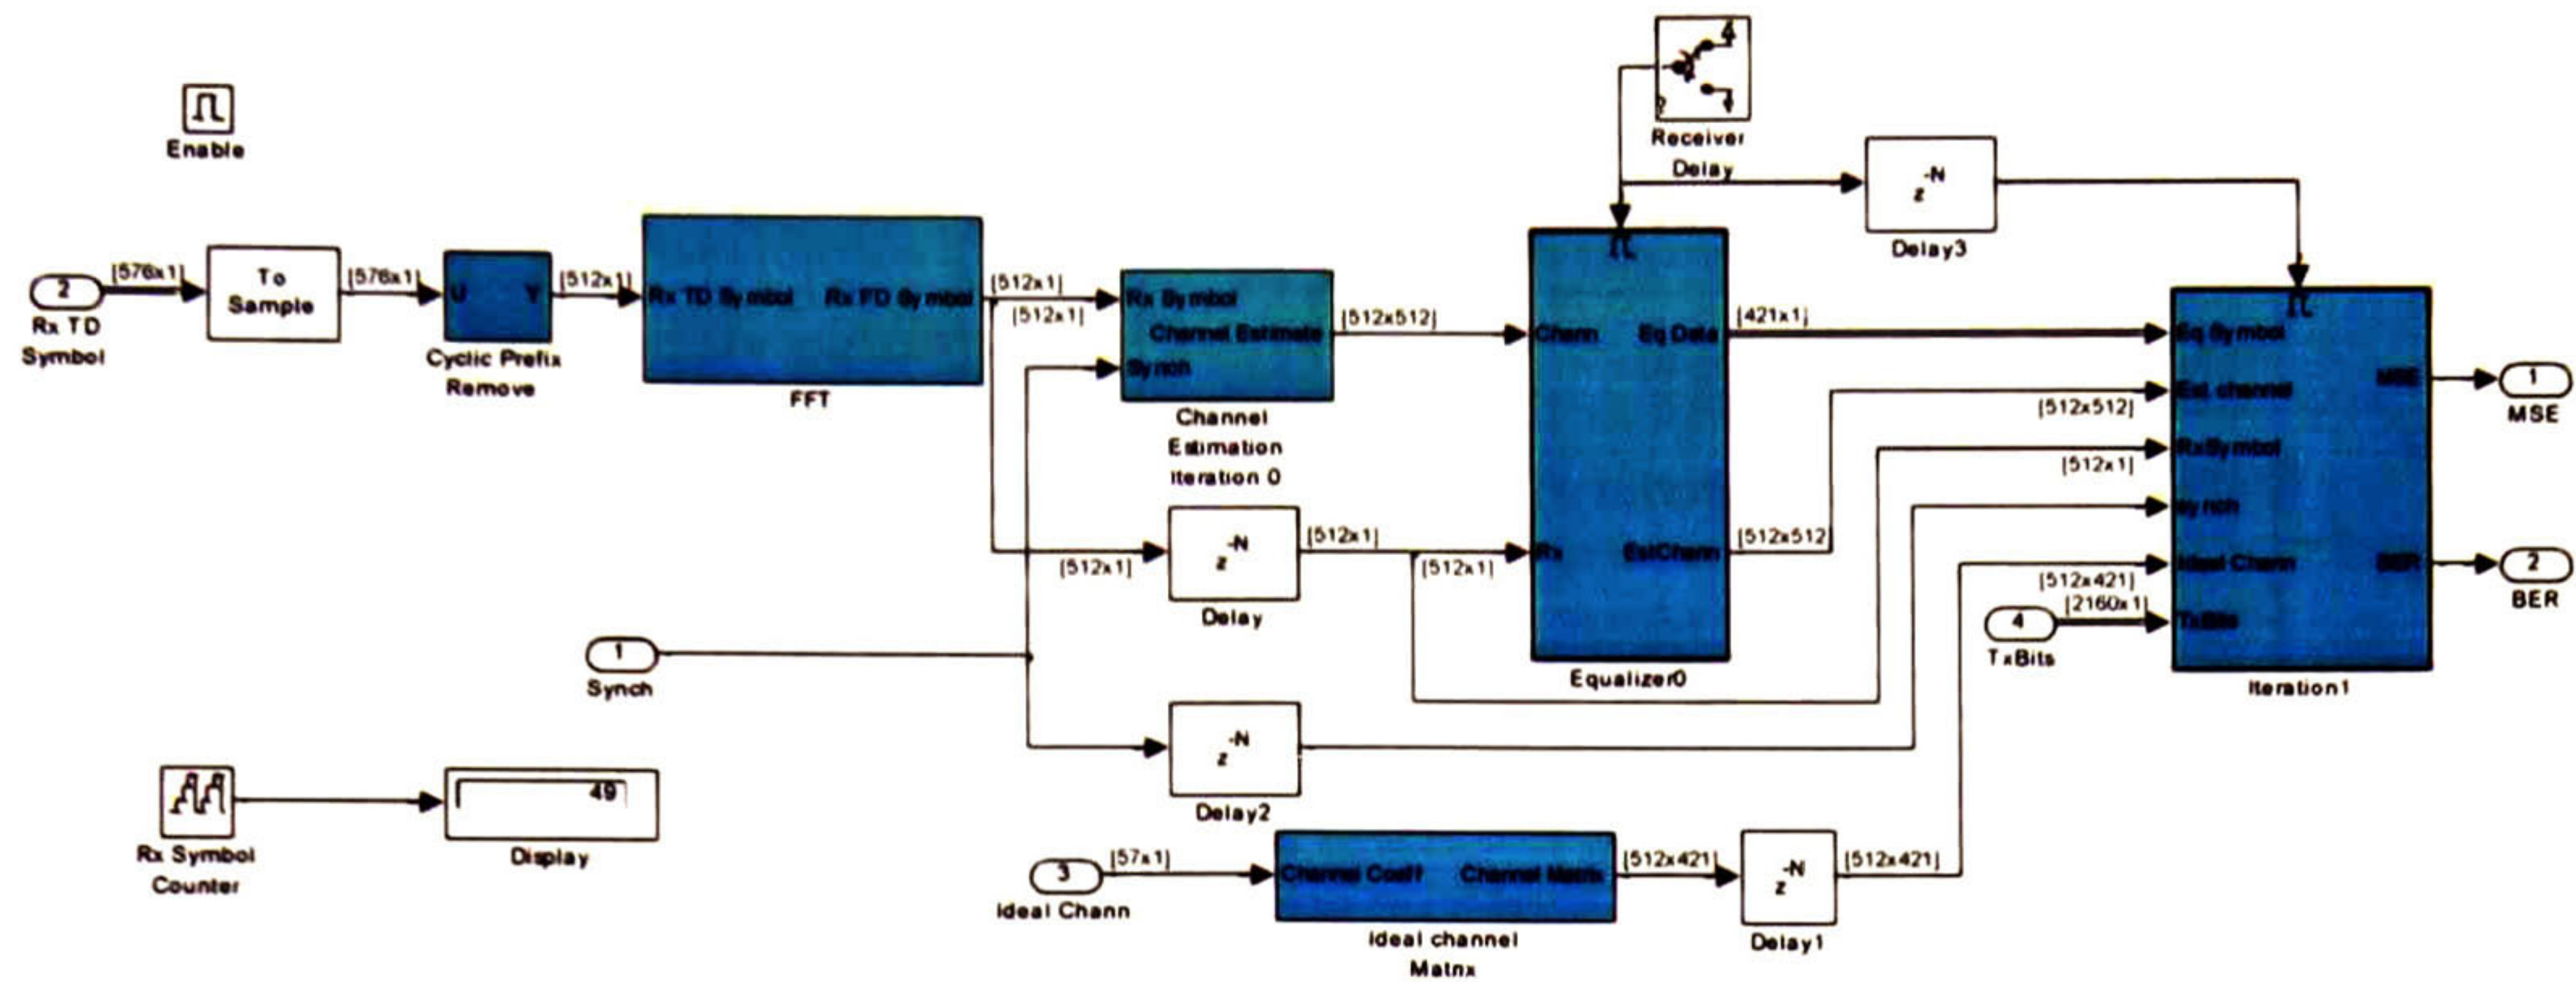 Enable
2
Rx TD
Symbol
[576x1]
To
Sample
[576x1]
U Y
Cyclic Prefix
Remove
[512x1]
Rx TD Symbol Rx FD Symbol
FFT
[512x1]
[512x1]
Rx Symbol
Channel Estimate
Synch
Channel
Estimation
Iteration 0
[512x512]
Receiver
Delay
z-N
Delay3
Chann Eq Data
Rx EstChann
Equalizer0
[421x1]
[512x512]
[512x1]
z-N
Delay
[512x1]
[512x1]
1
Synch
z-N
Delay2
Eq Symbol
Est channel
RxSymbol
synch
Ideal Chann
TxBits
MSE
BER
Iteration1
[512x512]
[512x1]
[512x421]
[2160x1]
4
TxBits
1
MSE
2
BER
Rx Symbol
Counter
49
Display
3
Ideal Chann
[57x1]
Channel Coeff Channel Matrix
Ideal channel
Matrix
[512x421]
z-N
Delay1
[512x421]